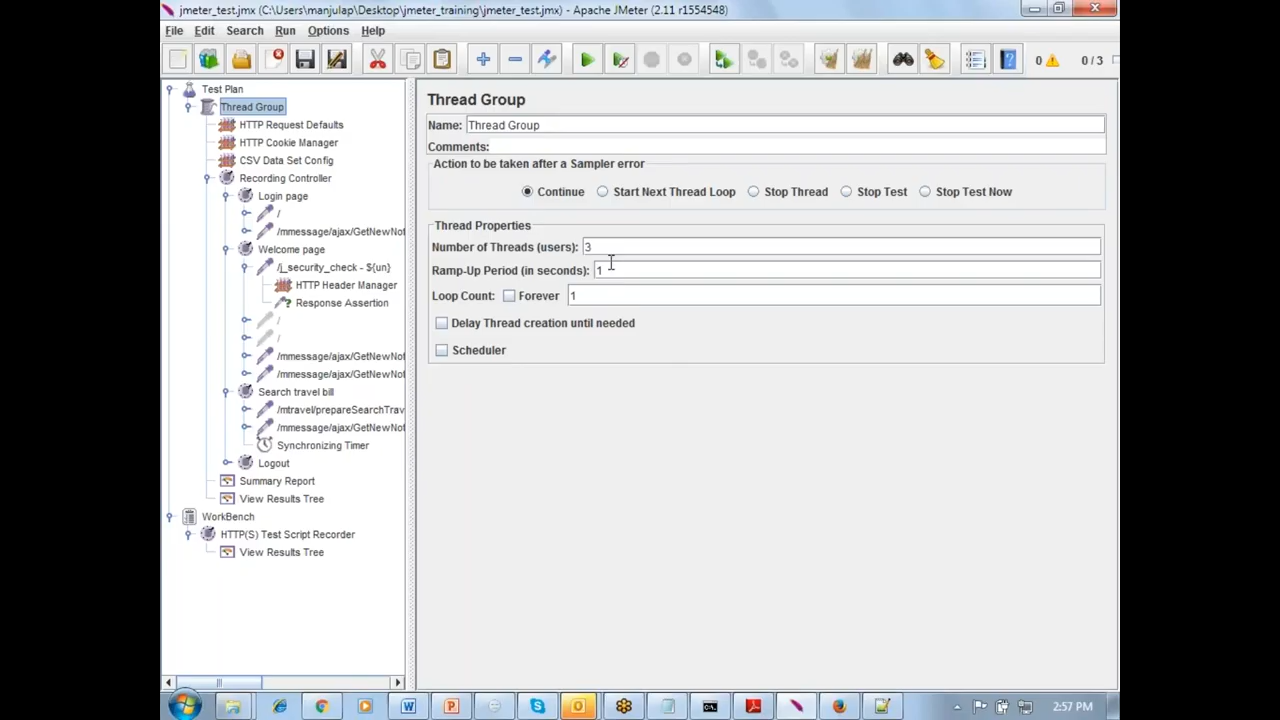 jmeter_test.jmx (C:\Users\manjulap\Desktop\jmeter_training\jmeter_test.jmx) - Apache JMeter (2.11 r1554548)
File Edit Search Run Options Help
0 0 / 3
Test Plan
Thread Group
HTTP Request Defaults
HTTP Cookie Manager
CSV Data Set Config
Recording Controller
Login page
/
/mmessage/ajax/GetNewNot
Welcome page
/j_security_check - ${un}
HTTP Header Manager
Response Assertion
/
/
/mmessage/ajax/GetNewNot
/mmessage/ajax/GetNewNot
Search travel bill
/mtravel/prepareSearchTrav
/mmessage/ajax/GetNewNot
Synchronizing Timer
Logout
Summary Report
View Results Tree
WorkBench
HTTP(S) Test Script Recorder
View Results Tree
Thread Group
Name: Thread Group
Comments:
Action to be taken after a Sampler error
Continue Start Next Thread Loop Stop Thread Stop Test Stop Test Now
Thread Properties
Number of Threads (users): 3
Ramp-Up Period (in seconds): 1
Loop Count: Forever 1
Delay Thread creation until needed
Scheduler
2:57 PM